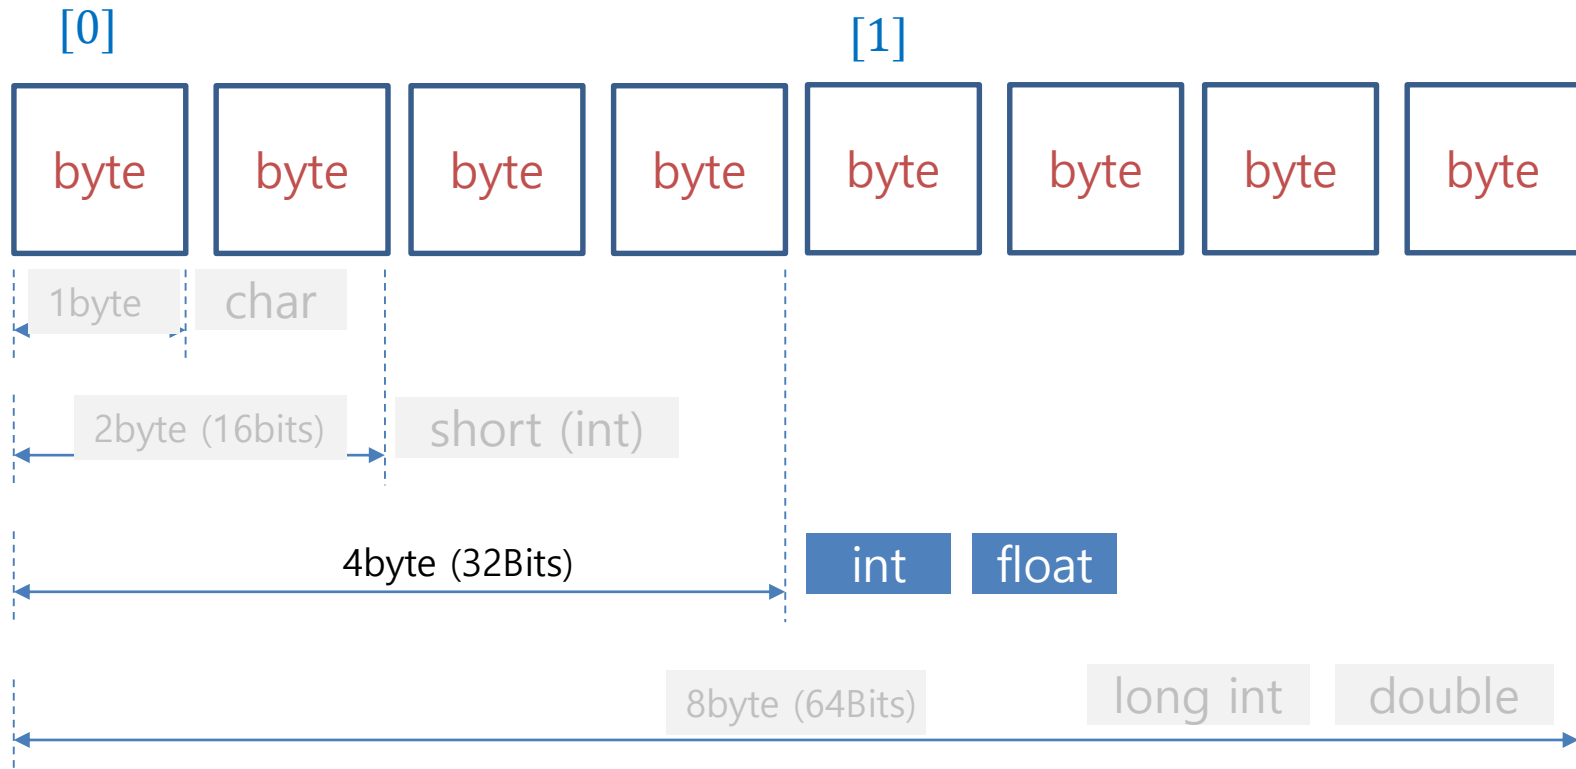 [0] [1]
byte byte byte byte byte byte byte byte
1byte char
2byte (16bits) short (int)
4byte (32Bits) int float
8byte (64Bits) long int double